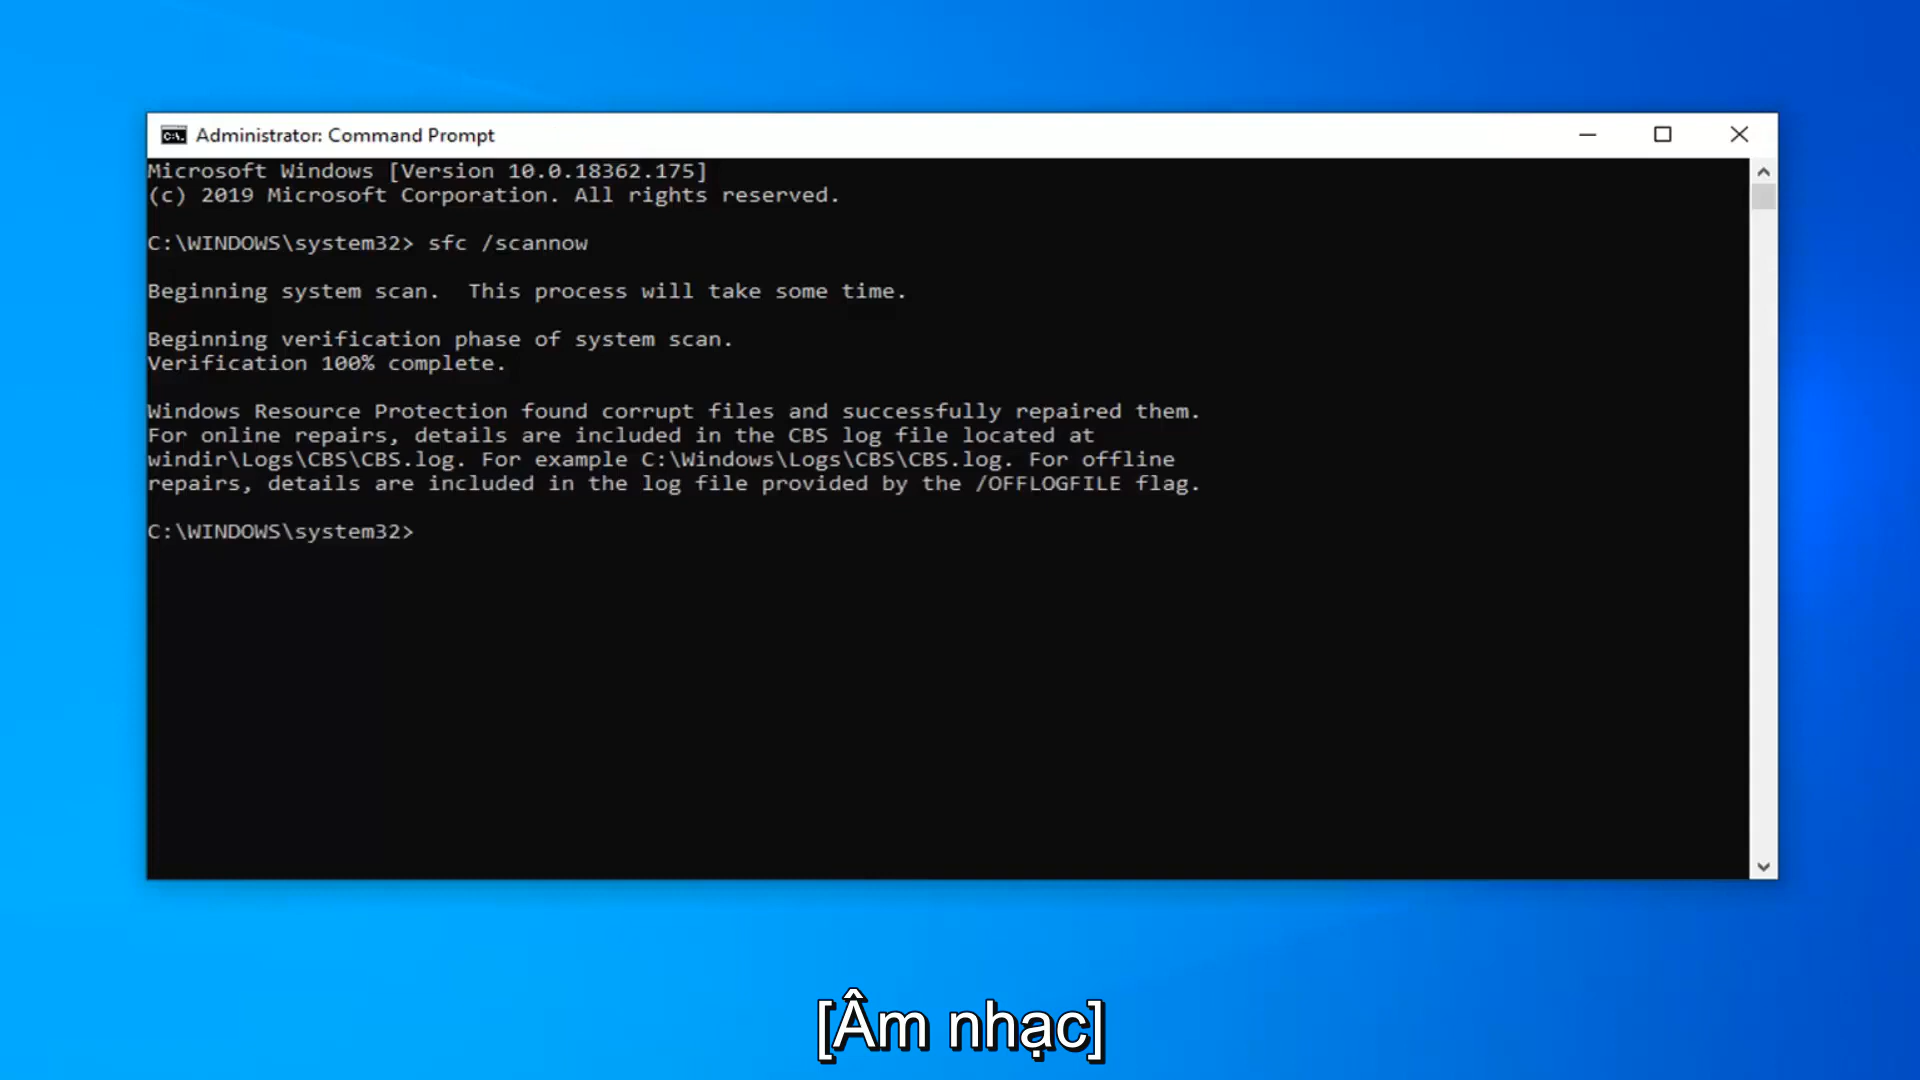 Administrator: Command Prompt
Microsoft Windows [Version 10.0.18362.175]
(c) 2019 Microsoft Corporation. All rights reserved.
C:\WINDOWS\system32> sfc /scannow
Beginning system scan.  This process will take some time.
Beginning verification phase of system scan.
Verification 100% complete.
Windows Resource Protection found corrupt files and successfully repaired them.
For online repairs, details are included in the CBS log file located at
windir\Logs\CBS\CBS.log. For example C:\Windows\Logs\CBS\CBS.log. For offline
repairs, details are included in the log file provided by the /OFFLOGFILE flag.
C:\WINDOWS\system32>
[Âm nhạc]